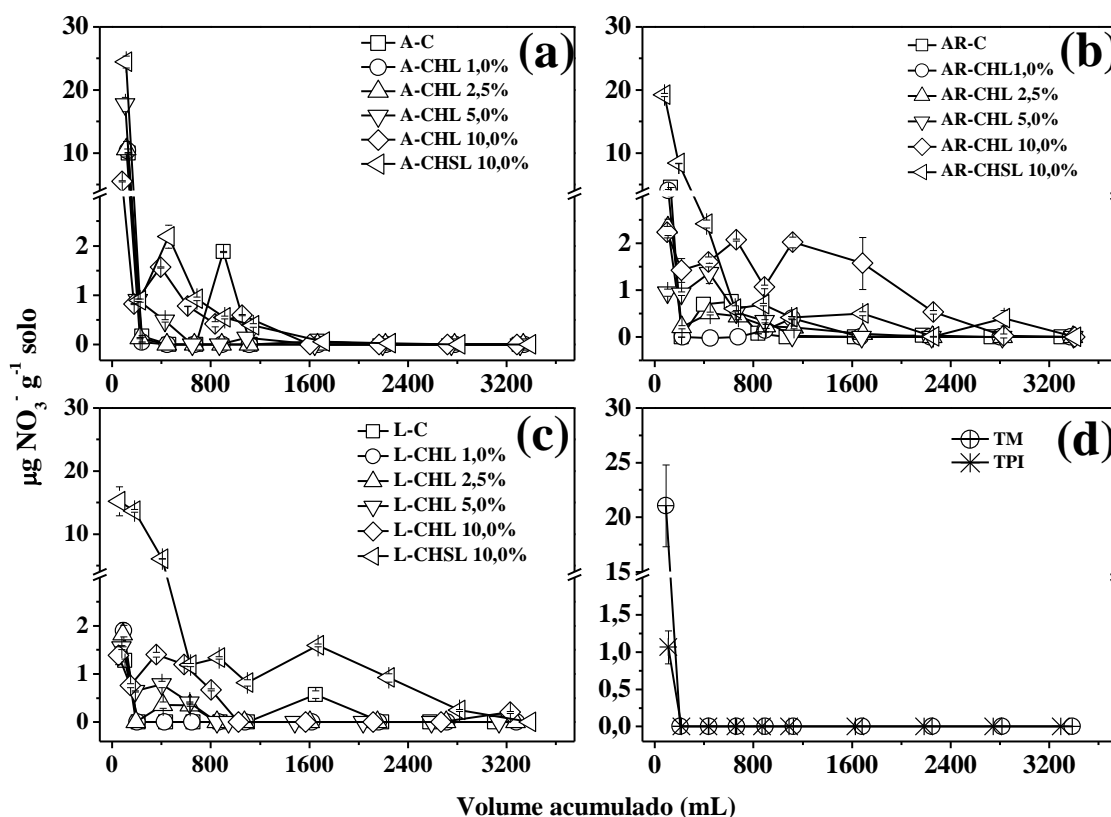 µg NO3- g-1 solo
30
20
10
2
1
0
(a)
A-C
A-CHL 1,0%
A-CHL 2,5%
A-CHL 5,0%
A-CHL 10,0%
A-CHSL 10,0%
0 800 1600 2400 3200
30
20
10
2
1
0
(b)
AR-C
AR-CHL1,0%
AR-CHL 2,5%
AR-CHL 5,0%
AR-CHL 10,0%
AR-CHSL 10,0%
0 800 1600 2400 3200
30
20
10
2
1
0
(c)
L-C
L-CHL 1,0%
L-CHL 2,5%
L-CHL 5,0%
L-CHL 10,0%
L-CHSL 10,0%
0 800 1600 2400 3200
30
25
20
15
1,5
1,0
0,5
0,0
(d)
TM
TPI
0 800 1600 2400 3200
Volume acumulado (mL)